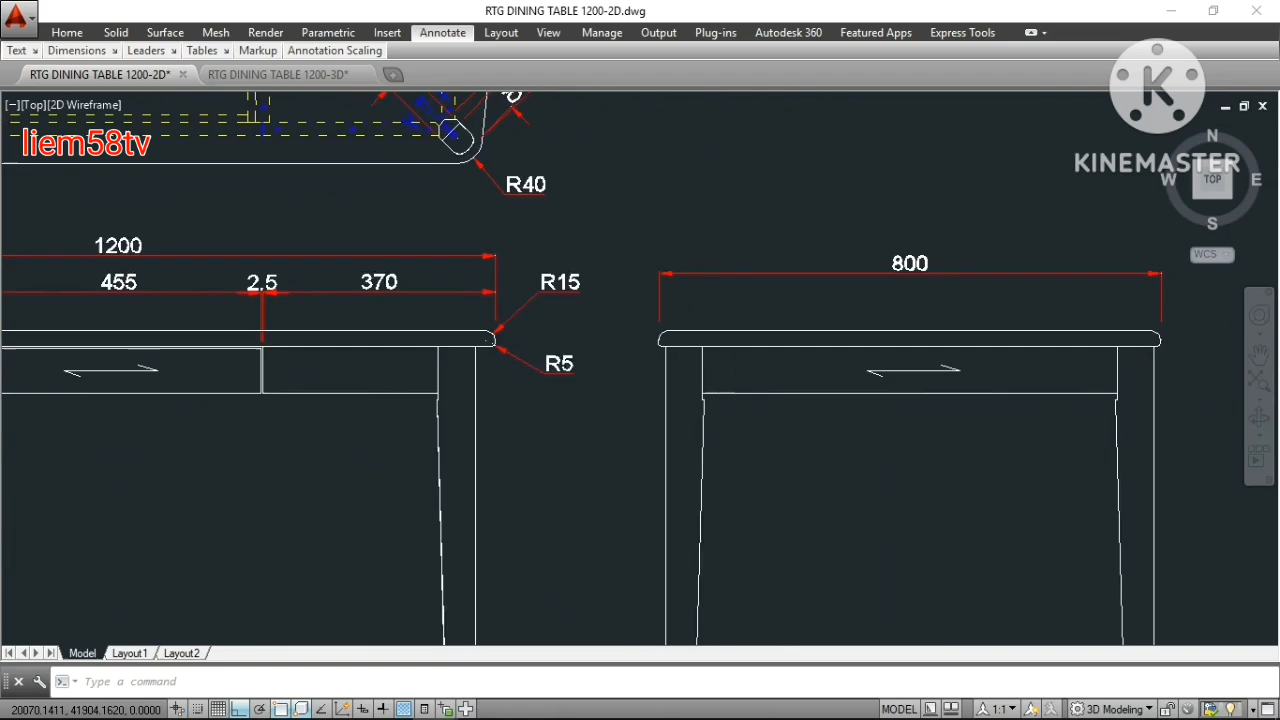 RTG DINING TABLE 1200-2D.dwg
Home Solid Surface Mesh Render Parametric Insert Annotate Layout View Manage Output Plug-ins Autodesk 360 Featured Apps Express Tools
Text Dimensions Leaders Tables Markup Annotation Scaling
RTG DINING TABLE 1200-2D* RTG DINING TABLE 1200-3D*
[−][Top][2D Wireframe]
liem58tv
K
KINEMASTER
N
W TOP E
S
WCS
R40
1200
455 2.5 370
R15
R5
800
Model Layout1 Layout2
Type a command
20070.1411, 41904.1620, 0.0000 MODEL 1:1 3D Modeling